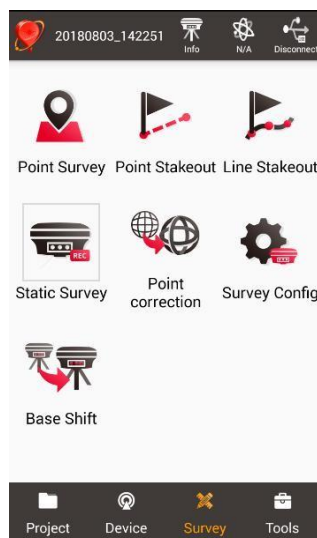 20180803_142251
Info
N/A
Disconnect
Point Survey Point Stakeout Line Stakeout
REC
Static Survey
Point
correction
Survey Config
Base Shift
Project Device Survey Tools